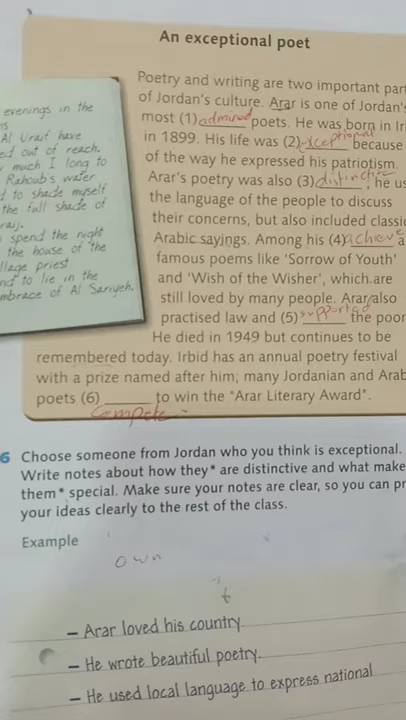 An exceptional poet
Poetry and writing are two important part
of Jordan's culture. Arar is one of Jordan's
most (1) admired poets. He was born in Ir
in 1899. His life was (2) exceptional because
of the way he expressed his patriotism.
Arar's poetry was also (3) distinctive; he us
the language of the people to discuss
their concerns, but also included classic
Arabic sayings. Among his (4) achieve a
famous poems like 'Sorrow of Youth'
and 'Wish of the Wisher', which are
still loved by many people. Arar also
practised law and (5) supported the poor
He died in 1949 but continues to be
remembered today. Irbid has an annual poetry festival
with a prize named after him; many Jordanian and Arab
poets (6) ______ to win the "Arar Literary Award".
Compete
evenings in the
Al Urait have
ed out of reach.
much I long to
Rahoub's water
d to shade myself
the full shade of
raij.
spend the night
the house of the
llage priest
nd to lie in the
mbrace of Al Sariyeh.
6 Choose someone from Jordan who you think is exceptional.
Write notes about how they* are distinctive and what make
them* special. Make sure your notes are clear, so you can pr
your ideas clearly to the rest of the class.
Example
own
t
– Arar loved his country.
– He wrote beautiful poetry.
– He used local language to express national